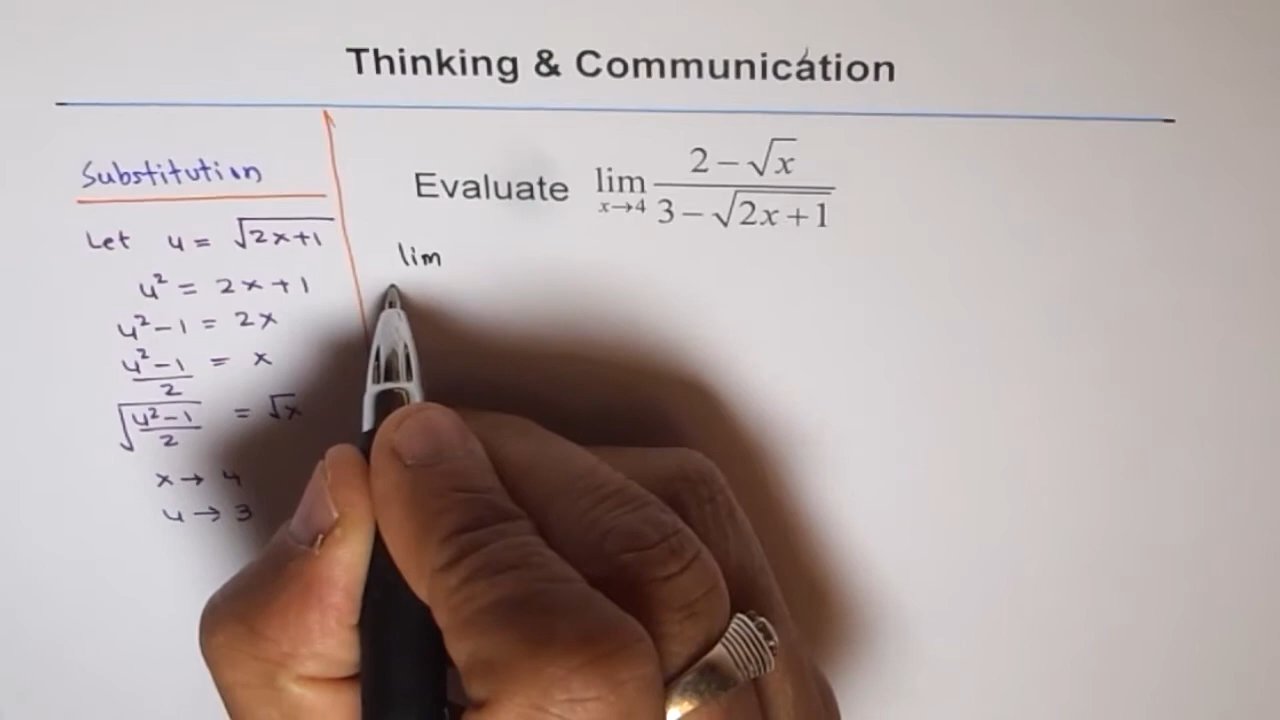 Thinking & Communication
Substitution
Let u = √(2x+1)
u² = 2x+1
u²-1 = 2x
(u²-1)/2 = x
√((u²-1)/2) = √x
x → 4
u → 3
Evaluate lim x→4 (2-√x)/(3-√(2x+1))
lim